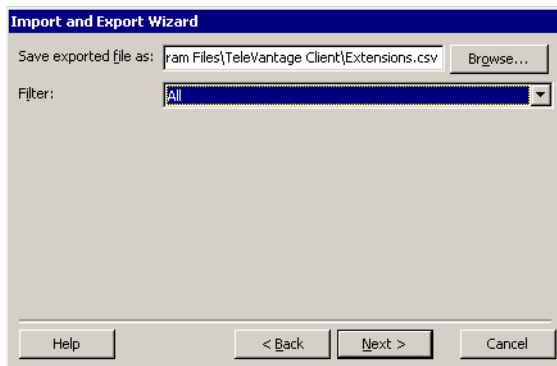 Import and Export Wizard
Save exported file as: ram Files\TeleVantage Client\Extensions.csv Browse...
Filter: All
Help < Back Next > Cancel